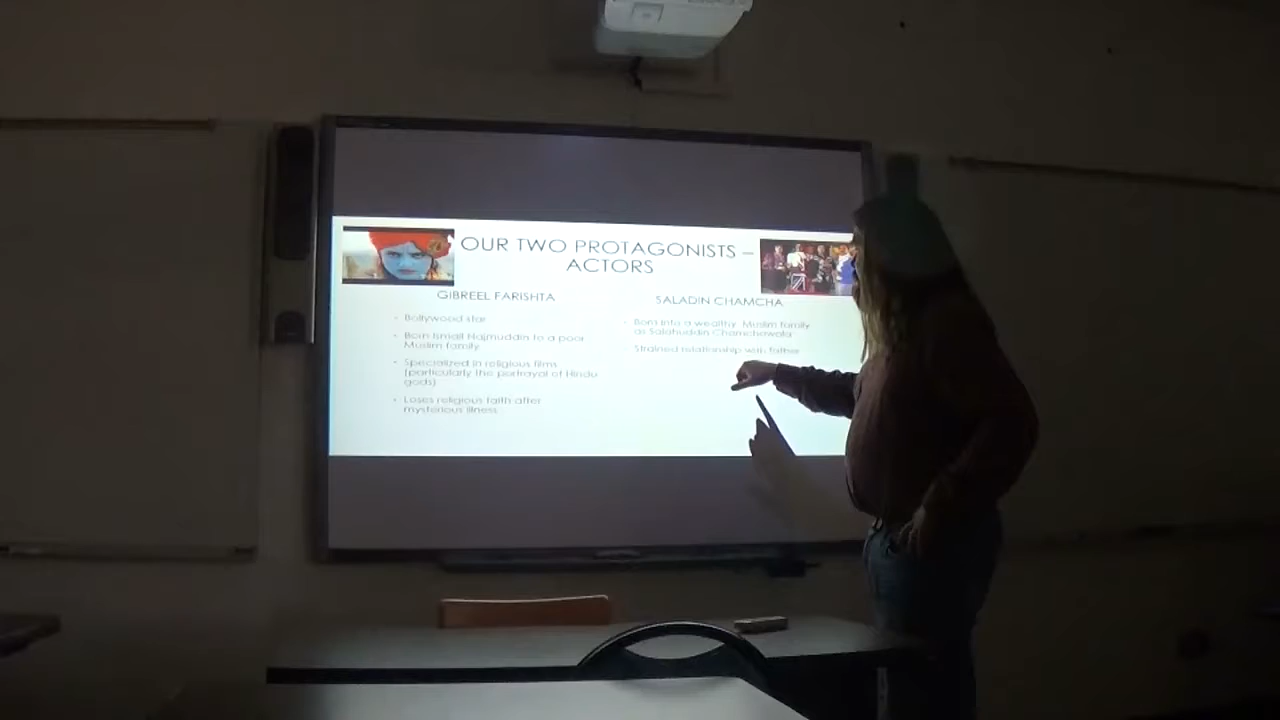 OUR TWO PROTAGONISTS –
ACTORS
GIBREEL FARISHTA
- Bollywood star
- Born Ismail Najmuddin to a poor
Muslim family
- Specialized in religious films
(particularly the portrayal of Hindu
gods)
- Loses religious faith after
mysterious illness
SALADIN CHAMCHA
- Born into a wealthy Muslim family
as Salahuddin Chamchawala
Strained relationship with father